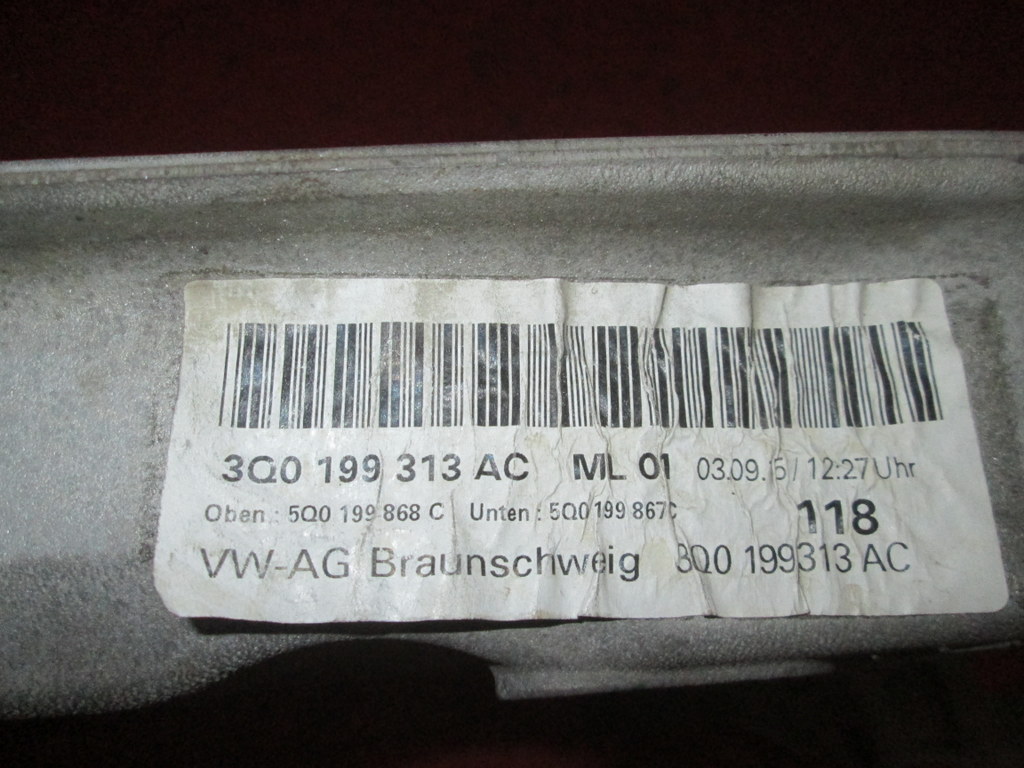 3Q0 199 313 AC ML 01 03.09.15 / 12:27 Uhr
Oben : 5Q0 199 868 C Unten : 5Q0 199 867C
118
VW-AG Braunschweig 3Q0 199313 AC